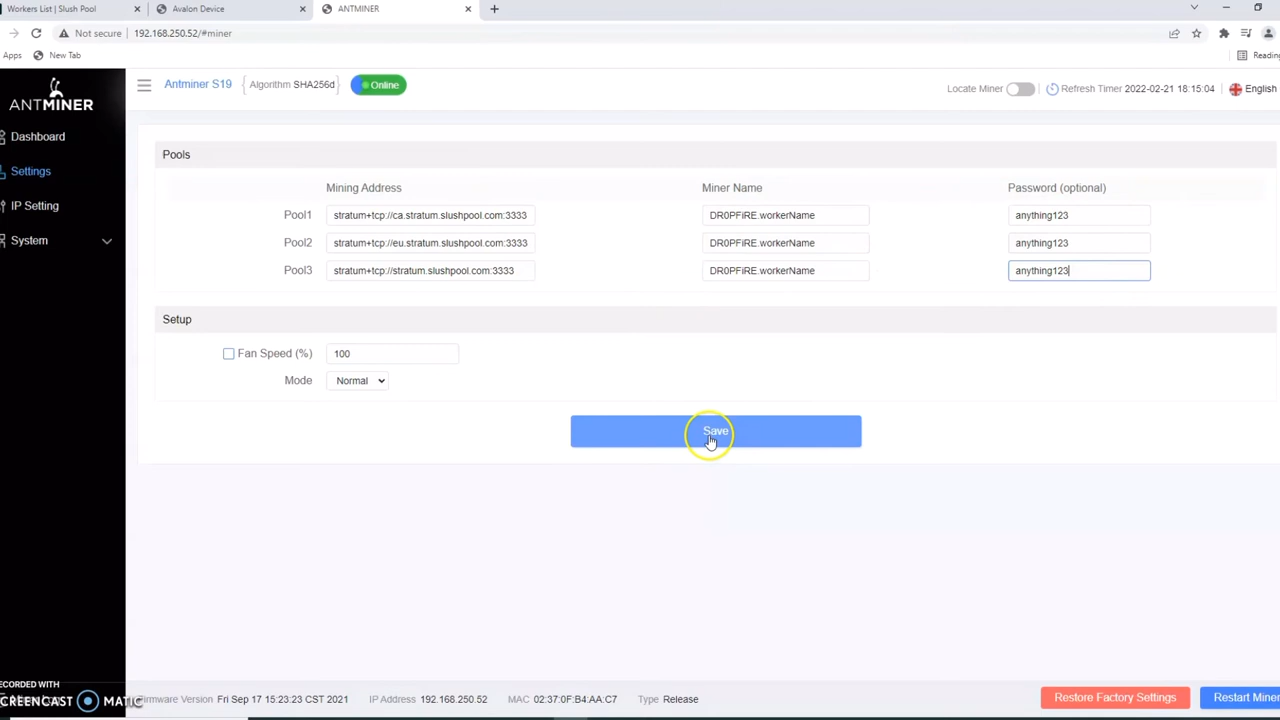 Workers List | Slush Pool
Avalon Device
ANTMINER
Not secure 192.168.250.52/#miner
Apps New Tab
ANTMINER
Antminer S19 Algorithm SHA256d Online
Locate Miner Refresh Timer 2022-02-21 18:15:04 English
Dashboard
Settings
IP Setting
System
Pools
Mining Address Miner Name Password (optional)
Pool1 stratum+tcp://ca.stratum.slushpool.com:3333 DR0PFiRE.workerName anything123
Pool2 stratum+tcp://eu.stratum.slushpool.com:3333 DR0PFiRE.workerName anything123
Pool3 stratum+tcp://stratum.slushpool.com:3333 DR0PFiRE.workerName anything123
Setup
Fan Speed (%) 100
Mode Normal
Save
ECORDED WITH
CREENCAST MATIC
Firmware Version Fri Sep 17 15:23:23 CST 2021 IP Address 192.168.250.52 MAC 02:27:0F:B4:AA:C7 Type Release
Restore Factory Settings Restart Miner